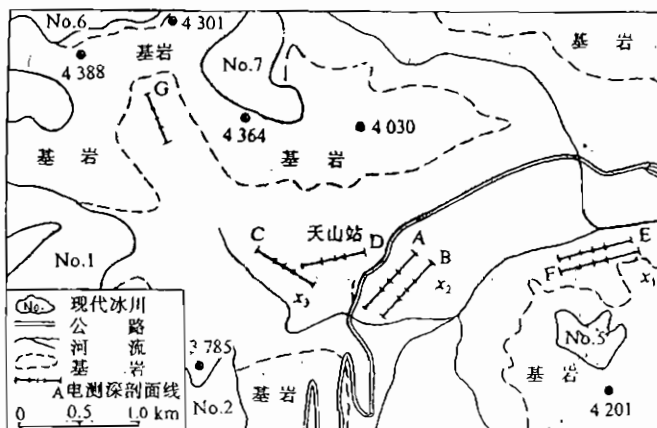 No.6
4 301
4 388
基岩
No.7
基岩
G
4 364
4 030
基岩
基岩
C
天山站
D
A
B
E
F
No.1
x₃
x₂
x₁
No.5
3 785
No.2
基岩
基岩
4 201
No. 现代冰川
公路
河流
基岩
A 电测深剖面线
0 0.5 1.0 km